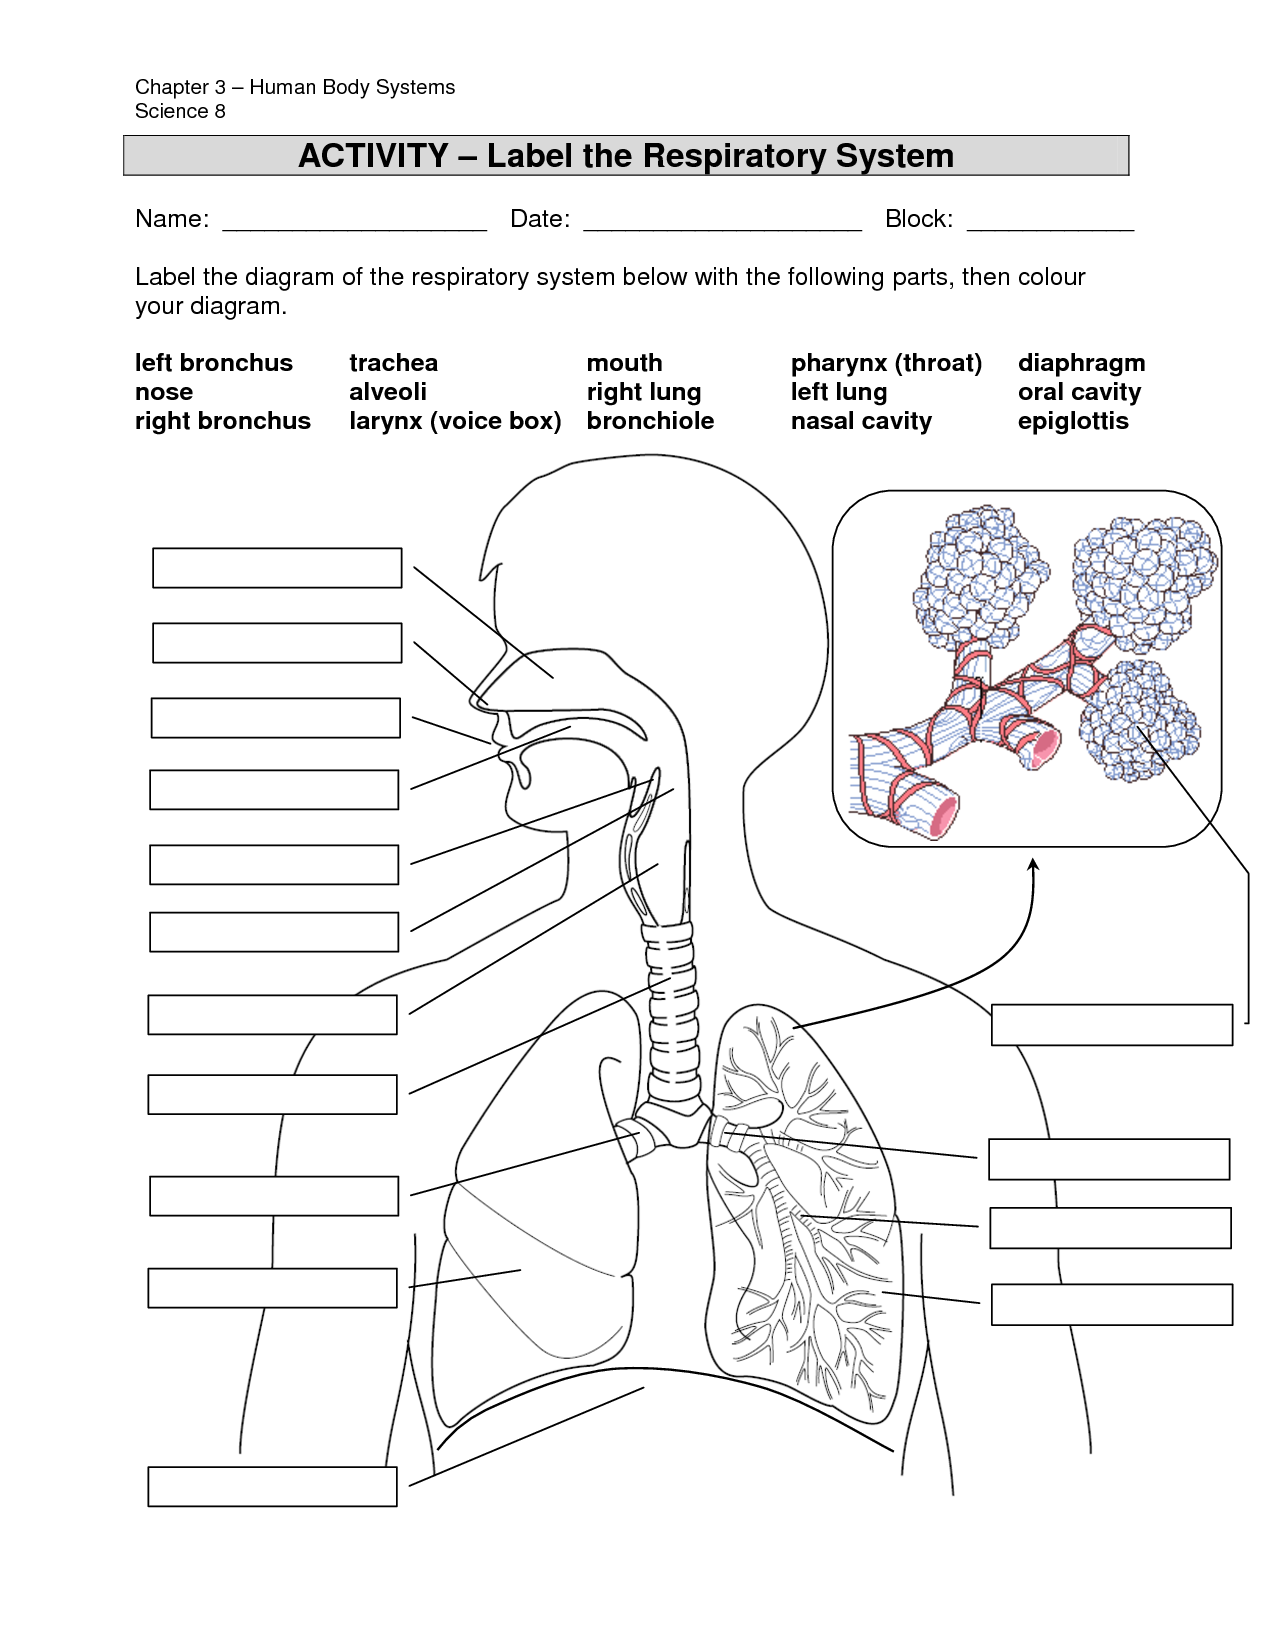 Chapter 3 – Human Body Systems
Science 8
ACTIVITY – Label the Respiratory System
Name: ___________________ Date: ____________________ Block: ____________
Label the diagram of the respiratory system below with the following parts, then colour
your diagram.
left bronchus trachea mouth pharynx (throat) diaphragm
nose alveoli right lung left lung oral cavity
right bronchus larynx (voice box) bronchiole nasal cavity epiglottis